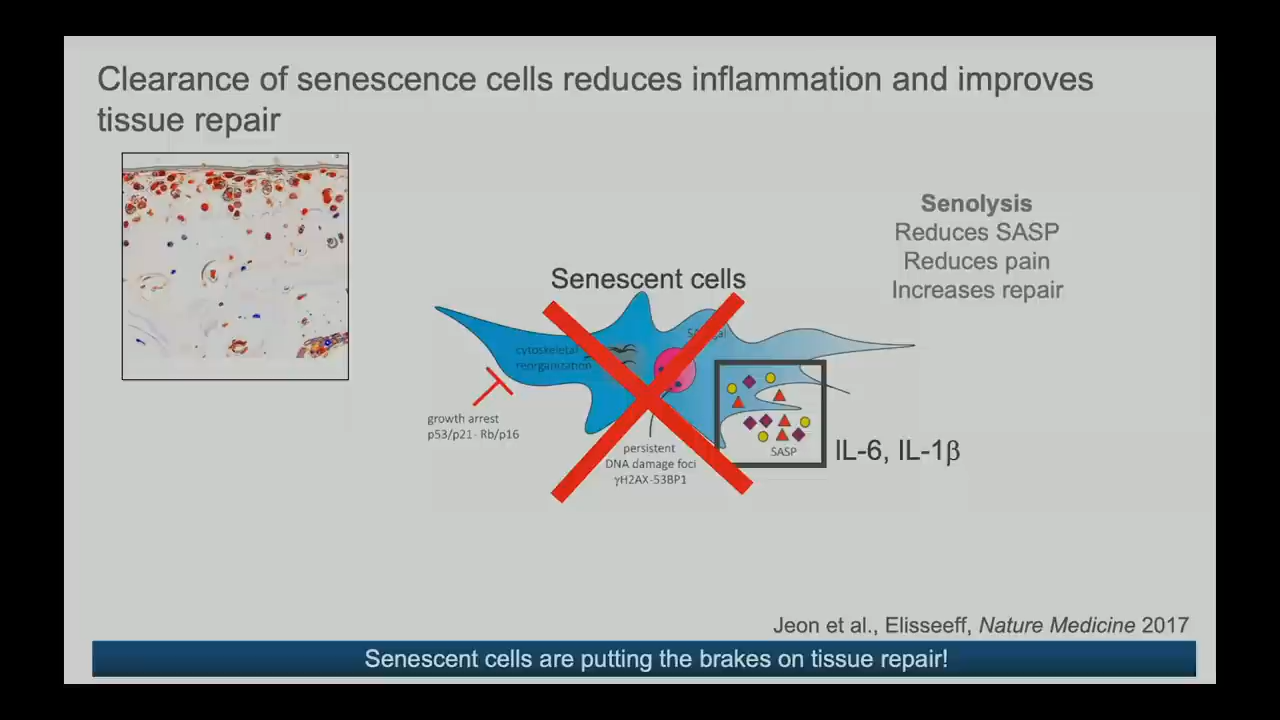 Clearance of senescence cells reduces inflammation and improves
tissue repair
Senolysis
Reduces SASP
Reduces pain
Increases repair
Senescent cells
cytoskeletal
reorganization
growth arrest
p53/p21- Rb/p16
persistent
DNA damage foci
γH2AX-53BP1
SASP
IL-6, IL-1β
Jeon et al., Elisseeff, Nature Medicine 2017
Senescent cells are putting the brakes on tissue repair!